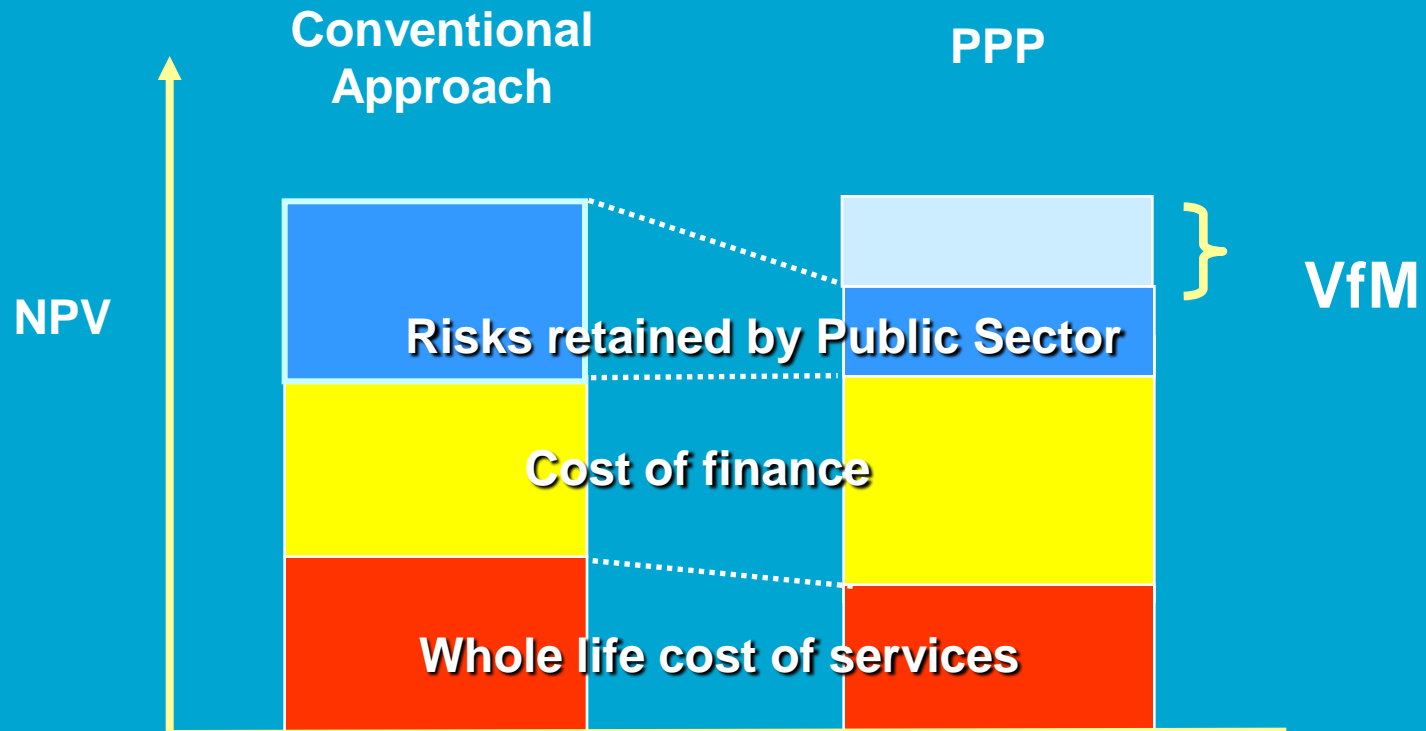 Conventional
Approach
PPP
NPV
VfM
Risks retained by Public Sector
Cost of finance
Whole life cost of services